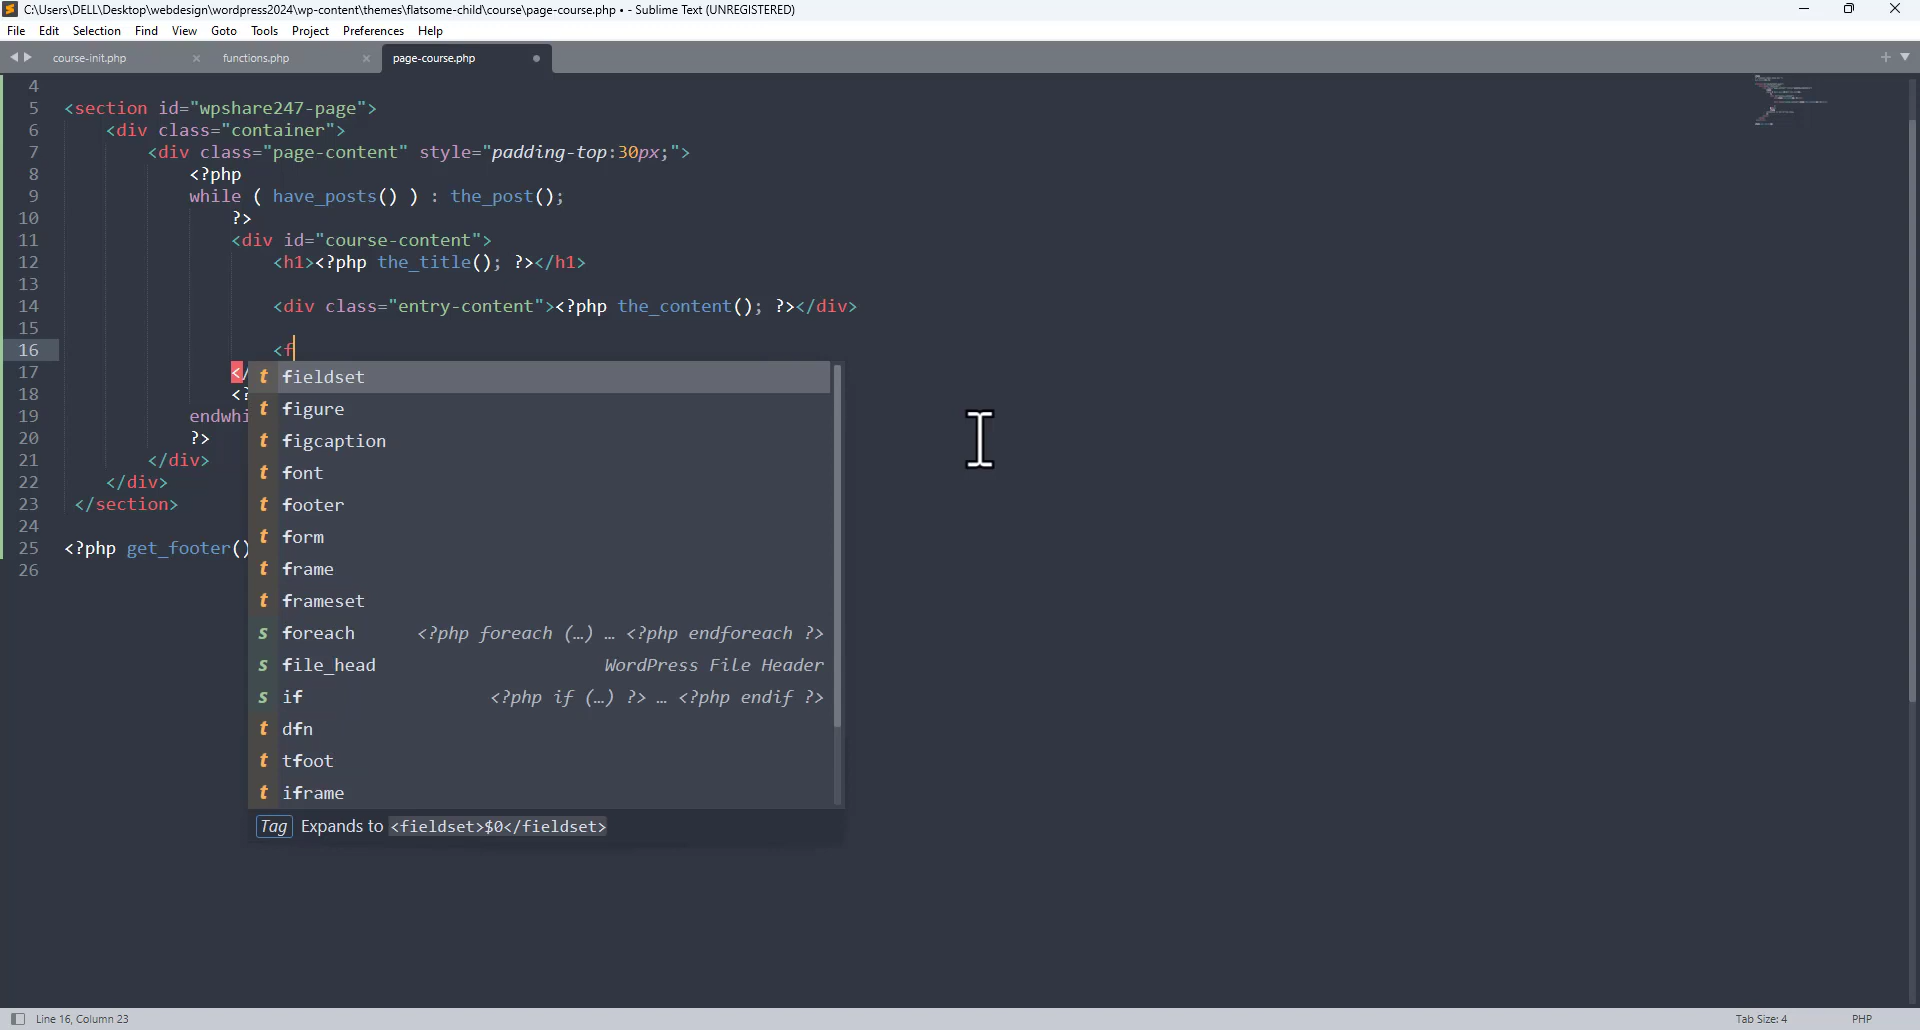 C:\Users\DELL\Desktop\webdesign\wordpress2024\wp-content\themes\flatsome-child\course\page-course.php • - Sublime Text (UNREGISTERED)
File Edit Selection Find View Goto Tools Project Preferences Help
course-init.php functions.php page-course.php
4
5 <section id="wpshare247-page">
6 <div class="container">
7 <div class="page-content" style="padding-top:30px;">
8 <?php
9 while ( have_posts() ) : the_post();
10 ?>
11 <div id="course-content">
12 <h1><?php the_title(); ?></h1>
13
14 <div class="entry-content"><?php the_content(); ?></div>
15
16 <f
17 </
18 <?
19 endwhi
20 ?>
21 </div>
22 </div>
23 </section>
24
25 <?php get_footer()
26
t fieldset
t figure
t figcaption
t font
t footer
t form
t frame
t frameset
s foreach <?php foreach (…) … <?php endforeach ?>
s file_head WordPress File Header
s if <?php if (…) ?> … <?php endif ?>
t dfn
t tfoot
t iframe
Tag Expands to <fieldset>$0</fieldset>
Line 16, Column 23 Tab Size: 4 PHP